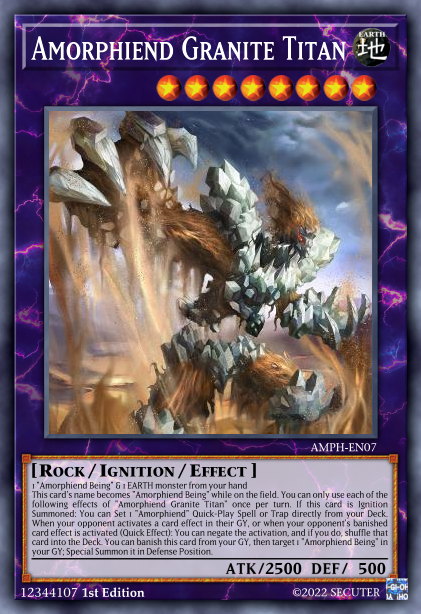 AMORPHIEND GRANITE TITAN
EARTH
地
AMPH-EN07
[ROCK / IGNITION / EFFECT ]
1 "Amorphiend Being" G 1 EARTH monster from your hand
This card's name becomes "Amorphiend Being" while on the field. You can only use each of the
following effects of "Amorphiend Granite Titan" once per turn. If this card is Ignition
Summoned: You can Set 1 "Amorphiend" Quick-Play Spell or Trap directly from your Deck.
When your opponent activates a card effect in their GY, or when your opponent's banished
card effect is activated (Quick Effect): You can negate the activation, and if you do, shuffle that
card into the Deck. You can banish this card from your GY, then target 1 "Amorphiend Being" in
your GY; Special Summon it in Defense Position.
ATK/2500 DEF/ 500
12344107 1st Edition
©2022 SECUTER